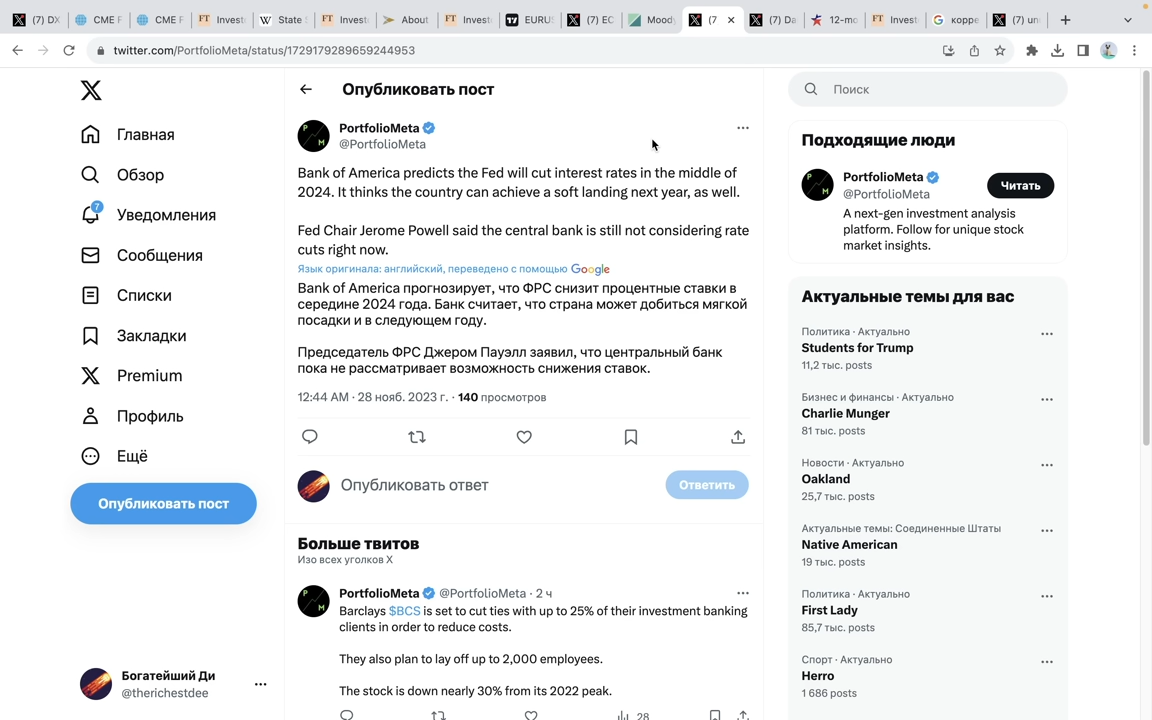 (7) DX
CME F
CME F
Invest
State S
Invest
About
Invest
EURUS
(7) EC
Moody
(7
(7) Da
12-mo
Invest
коппе
(7) un
twitter.com/PortfolioMeta/status/1729179289659244953
Главная
Обзор
7
Уведомления
Сообщения
Списки
Закладки
Premium
Профиль
Ещё
Опубликовать пост
Богатейший Ди
@therichestdee
Опубликовать пост
PortfolioMeta
@PortfolioMeta
Bank of America predicts the Fed will cut interest rates in the middle of
2024. It thinks the country can achieve a soft landing next year, as well.
Fed Chair Jerome Powell said the central bank is still not considering rate
cuts right now.
Язык оригинала: английский, переведено с помощью Google
Bank of America прогнозирует, что ФРС снизит процентные ставки в
середине 2024 года. Банк считает, что страна может добиться мягкой
посадки и в следующем году.
Председатель ФРС Джером Пауэлл заявил, что центральный банк
пока не рассматривает возможность снижения ставок.
12:44 AM · 28 нояб. 2023 г. · 140 просмотров
Опубликовать ответ
Ответить
Больше твитов
Изо всех уголков X
PortfolioMeta @PortfolioMeta · 2 ч
Barclays $BCS is set to cut ties with up to 25% of their investment banking
clients in order to reduce costs.
They also plan to lay off up to 2,000 employees.
The stock is down nearly 30% from its 2022 peak.
28
Поиск
Подходящие люди
PortfolioMeta
@PortfolioMeta
Читать
A next-gen investment analysis
platform. Follow for unique stock
market insights.
Актуальные темы для вас
Политика · Актуально
Students for Trump
11,2 тыс. posts
Бизнес и финансы · Актуально
Charlie Munger
81 тыс. posts
Новости · Актуально
Oakland
25,7 тыс. posts
Актуальные темы: Соединенные Штаты
Native American
19 тыс. posts
Политика · Актуально
First Lady
85,7 тыс. posts
Спорт · Актуально
Herro
1 686 posts